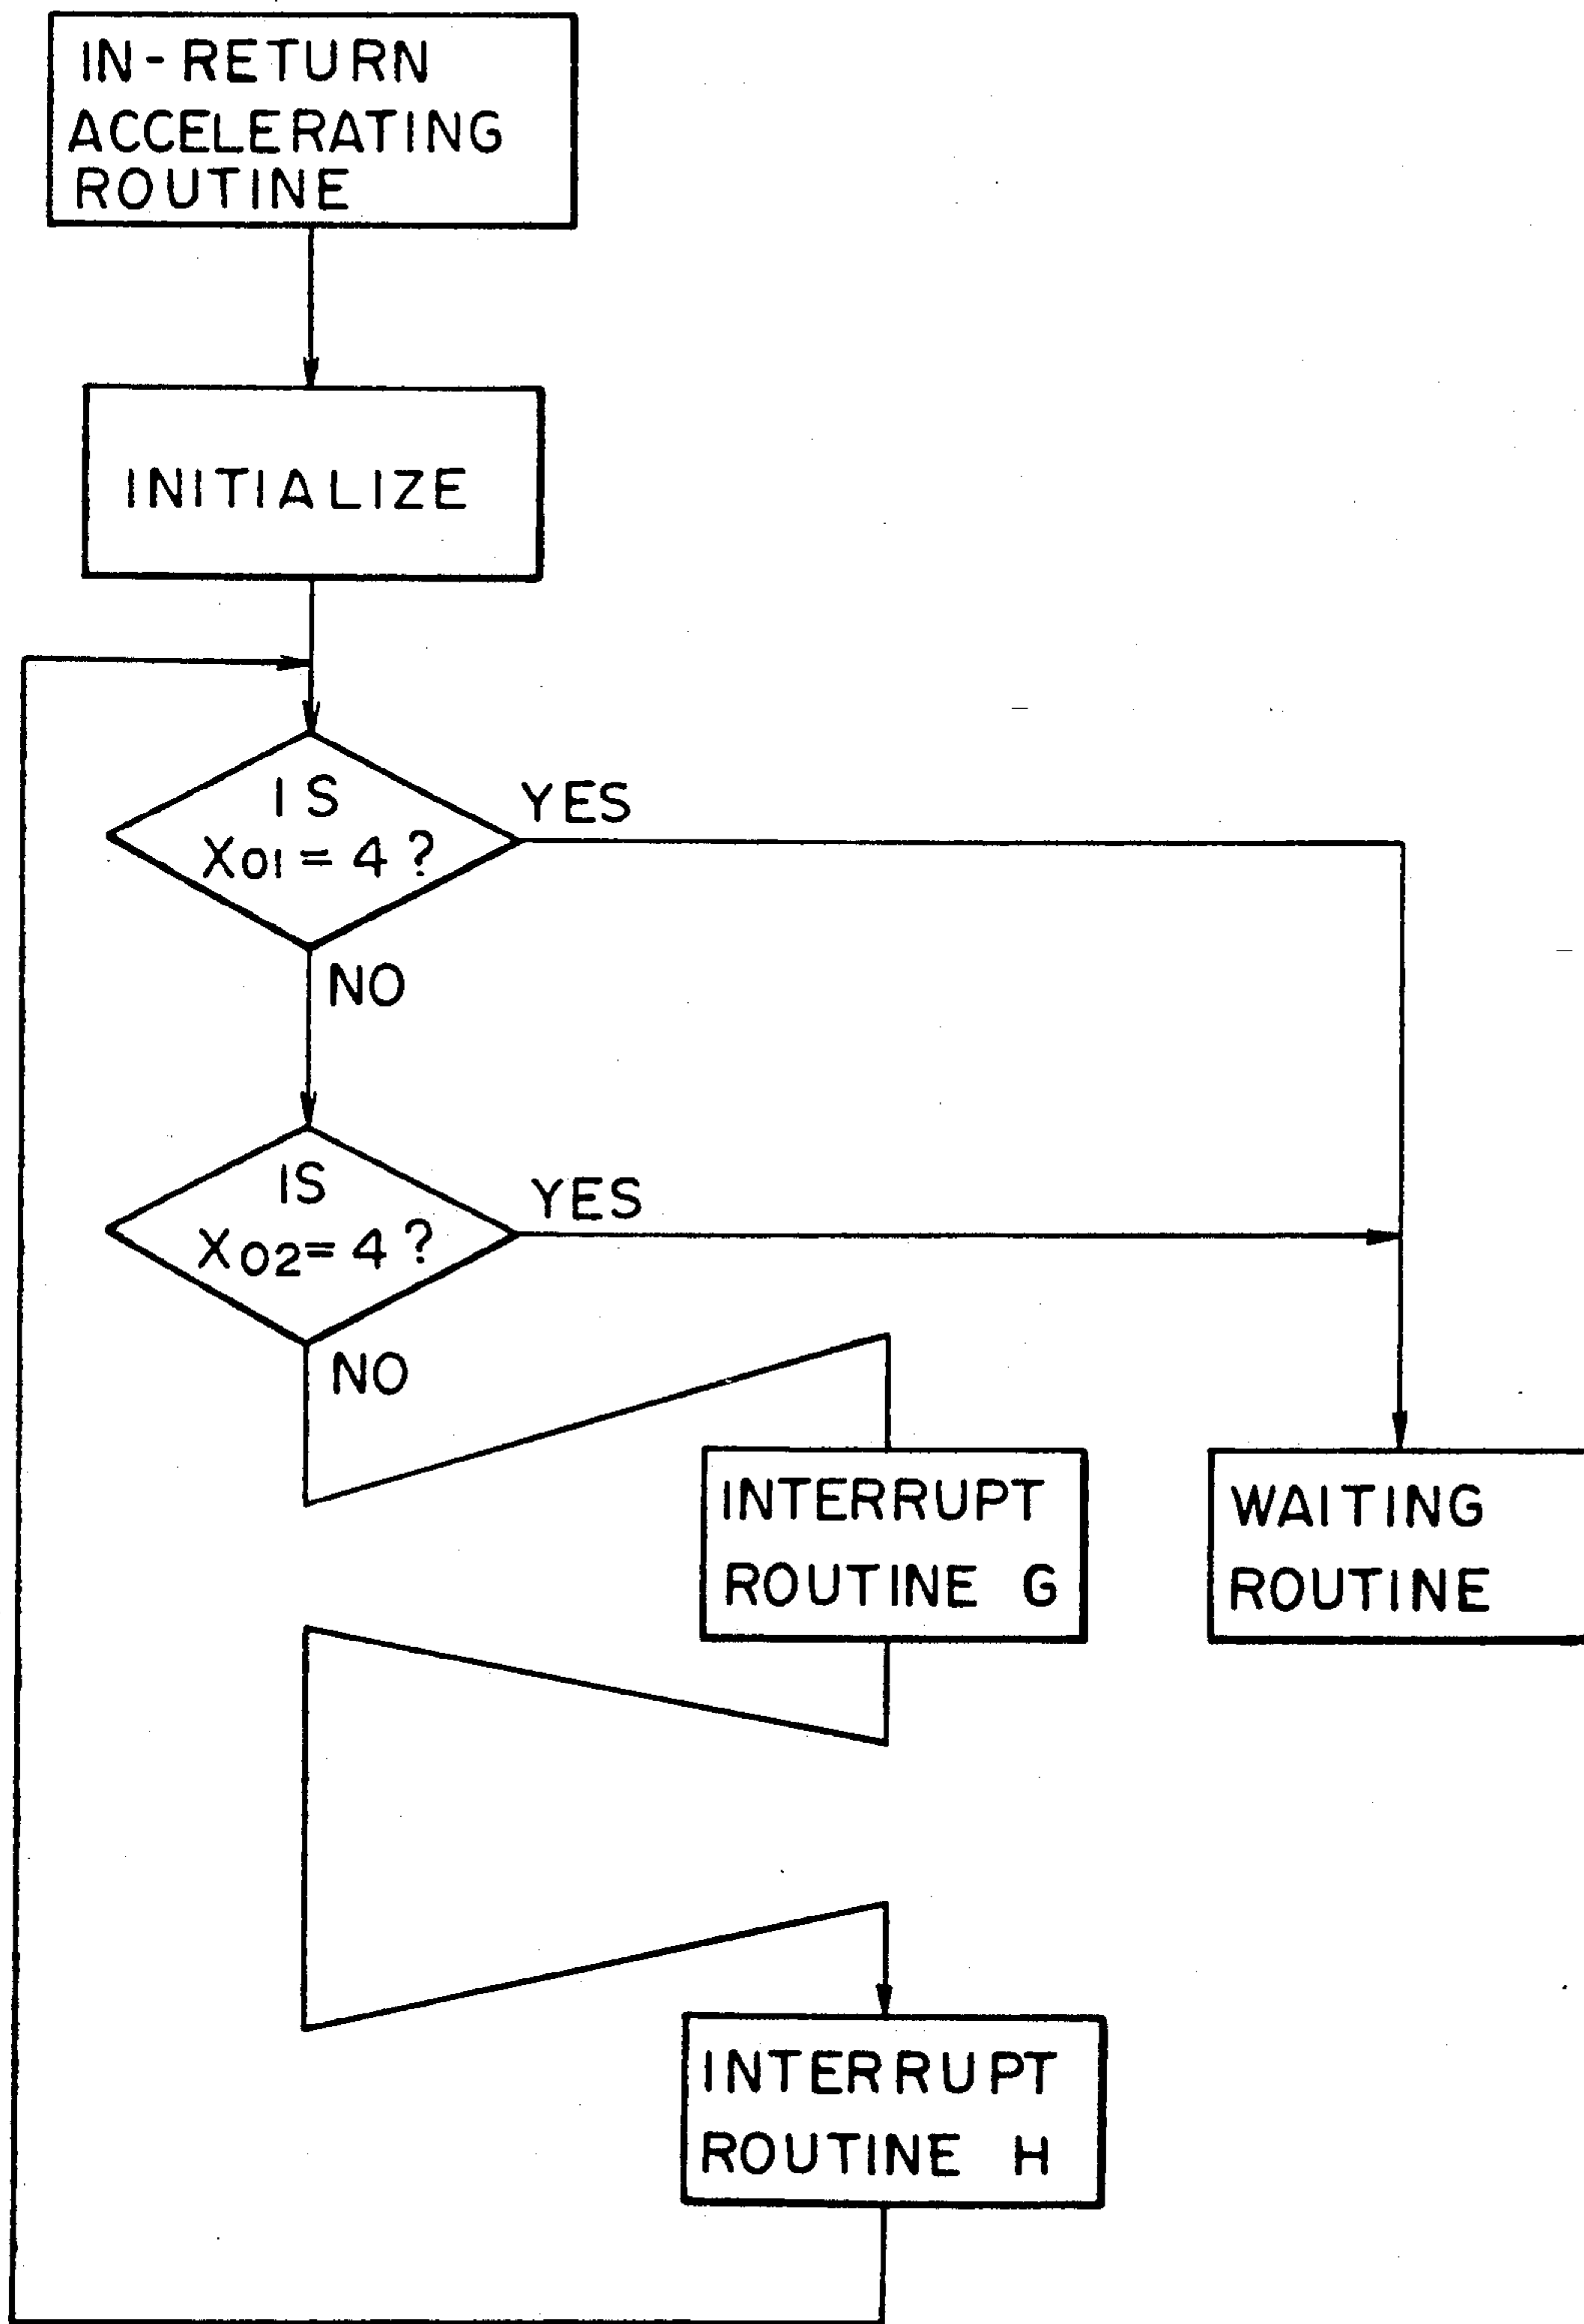 IN-RETURN
ACCELERATING
ROUTINE
INITIALIZE
IS
X01 = 4 ?
YES
NO
IS
X02 = 4 ?
YES
NO
INTERRUPT
ROUTINE G
WAITING
ROUTINE
INTERRUPT
ROUTINE H